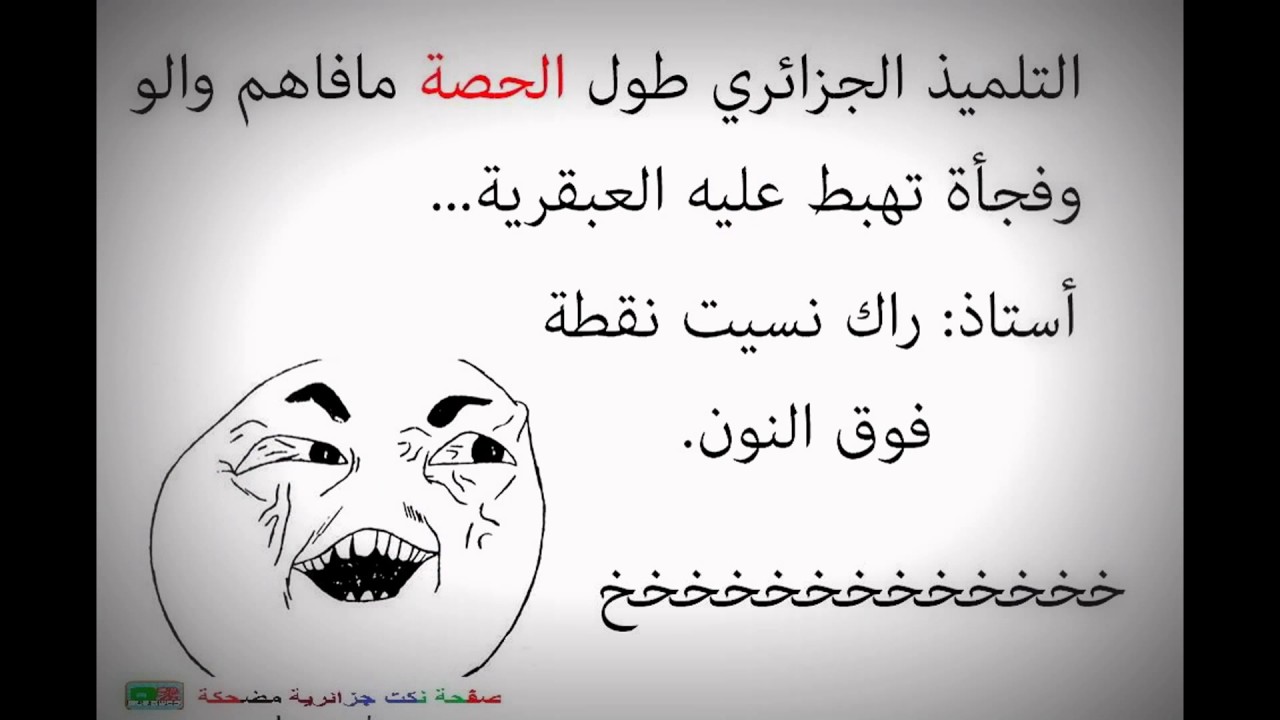 التلميذ الجزائري طول الحصة مافاهم والو
وفجأة تهبط عليه العبقرية...
أستاذ: راك نسيت نقطة
فوق النون.
خخخخخخخخخخخخخ
صفحة نكت جزائرية مضحكة